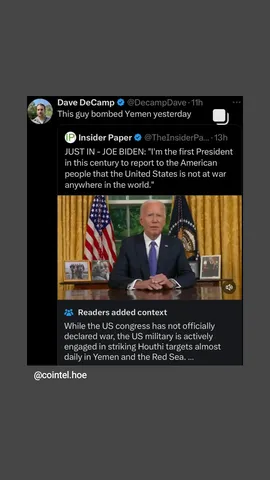 Dave DeCamp @DecampDave · 11h
This guy bombed Yemen yesterday
Insider Paper @TheInsiderPa... · 13h
JUST IN - JOE BIDEN: "I'm the first President
in this century to report to the American
people that the United States is not at war
anywhere in the world."
Readers added context
While the US congress has not officially
declared war, the US military is actively
engaged in striking Houthi targets almost
daily in Yemen and the Red Sea. ...
@cointel.hoe